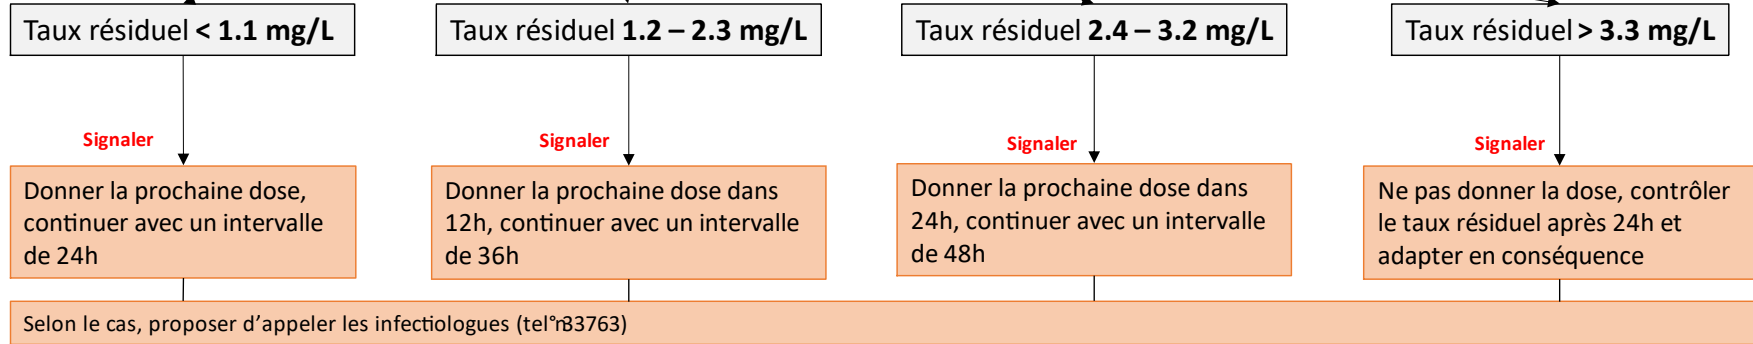 Taux résiduel < 1.1 mg/L
Taux résiduel 1.2 – 2.3 mg/L
Taux résiduel 2.4 – 3.2 mg/L
Taux résiduel > 3.3 mg/L
Signaler
Signaler
Signaler
Signaler
Donner la prochaine dose,
continuer avec un intervalle
de 24h
Donner la prochaine dose dans
12h, continuer avec un intervalle
de 36h
Donner la prochaine dose dans
24h, continuer avec un intervalle
de 48h
Ne pas donner la dose, contrôler
le taux résiduel après 24h et
adapter en conséquence
Selon le cas, proposer d'appeler les infectiologues (tel n°33763)